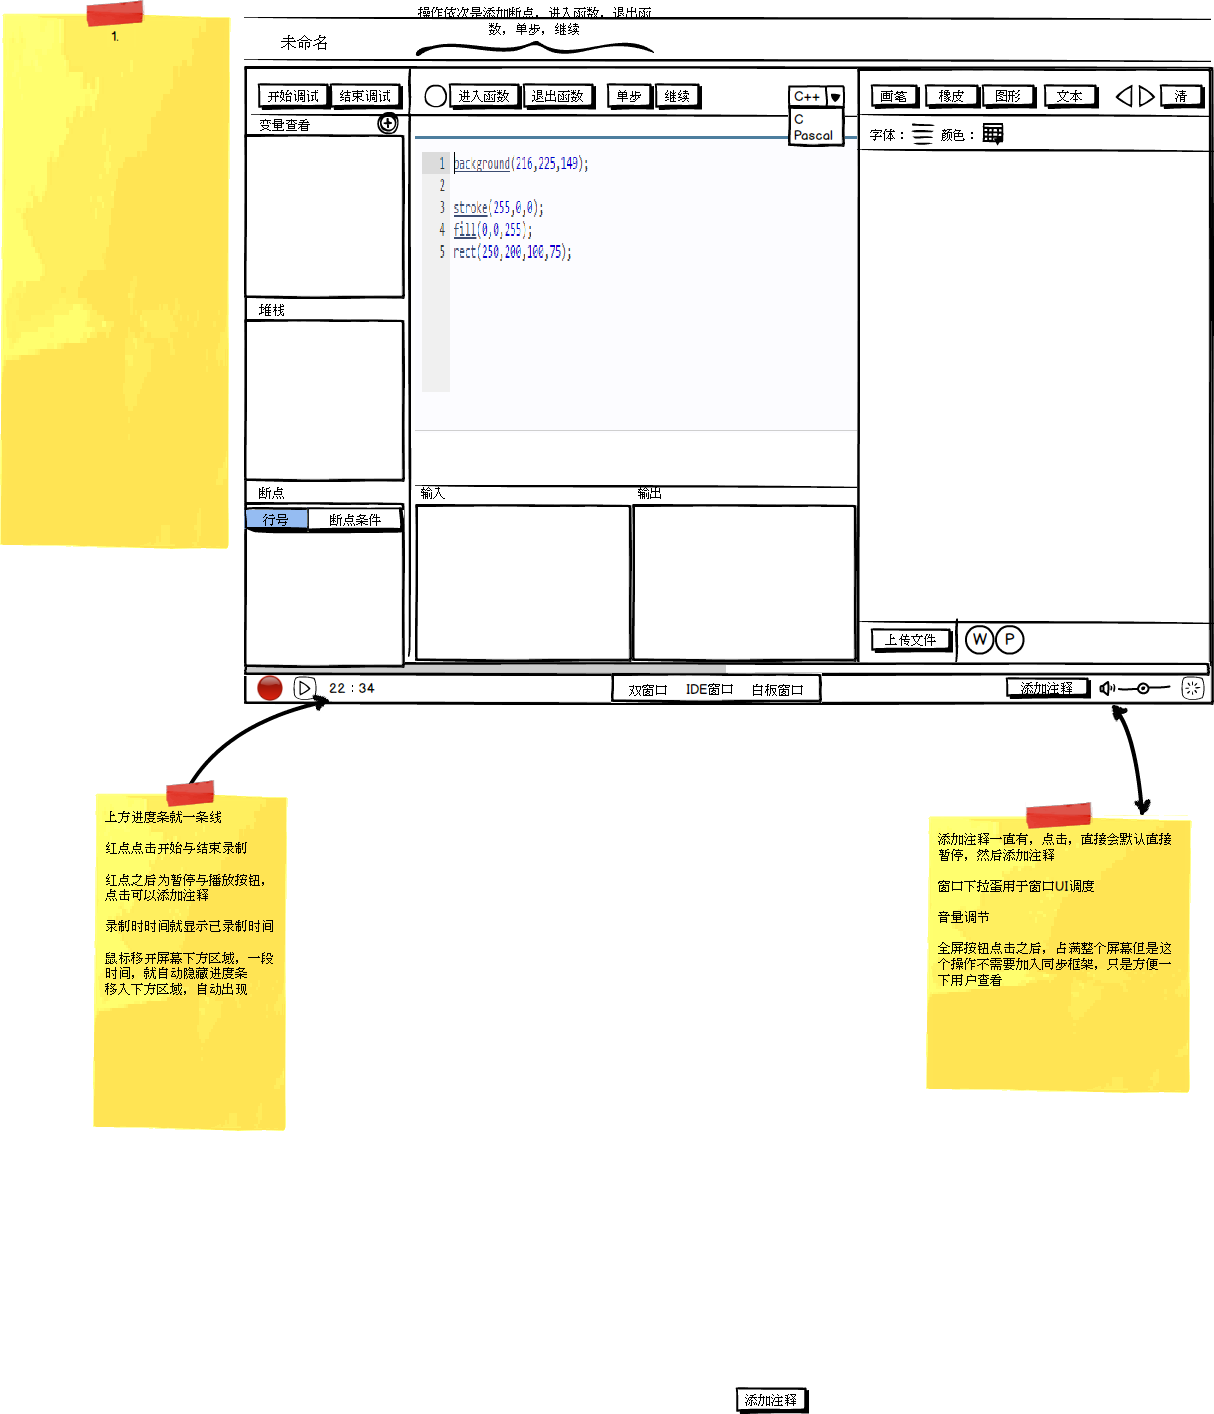 1.
操作依次是添加断点，进入函数，退出函
数，单步，继续
未命名
开始调试 结束调试 进入函数 退出函数 单步 继续 C++ 画笔 橡皮 图形 文本 清
C
Pascal
变量查看
字体： 颜色：
1 background(216,225,149);
2
3 stroke(255,0,0);
4 fill(0,0,255);
5 rect(250,200,100,75);
堆栈
断点
行号 断点条件
输入 输出
上传文件 W P
22：34 双窗口 IDE窗口 白板窗口 添加注释
上方进度条就一条线
红点点击开始与结束录制
红点之后为暂停与播放按钮，
点击可以添加注释
录制时时间就显示已录制时间
鼠标移开屏幕下方区域，一段
时间，就自动隐藏进度条
移入下方区域，自动出现
添加注释一直有，点击，直接会默认直接
暂停，然后添加注释
窗口下拉蛋用于窗口UI调度
音量调节
全屏按钮点击之后，占满整个屏幕但是这
个操作不需要加入同步框架，只是方便一
下用户查看
添加注释